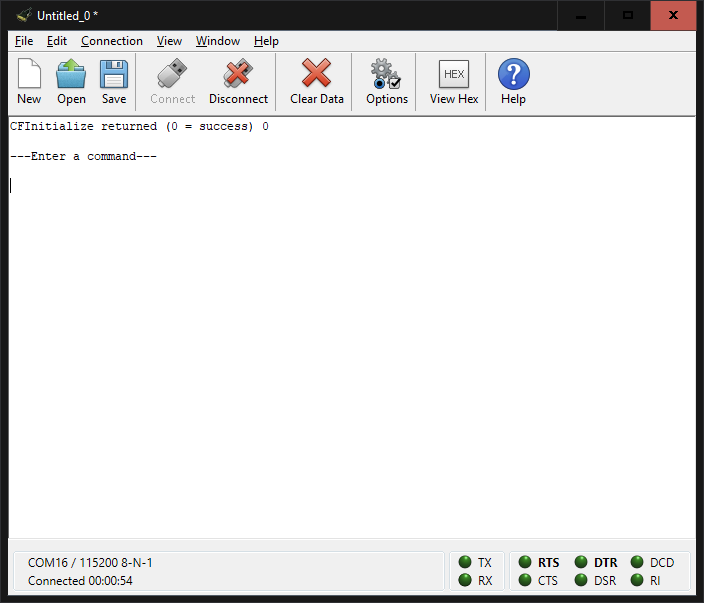 Untitled_0 *
File Edit Connection View Window Help
HEX
New Open Save Connect Disconnect Clear Data Options View Hex Help
CFInitialize returned (0 = success) 0
---Enter a command---
COM16 / 115200 8-N-1 TX RTS DTR DCD
Connected 00:00:54 RX CTS DSR RI